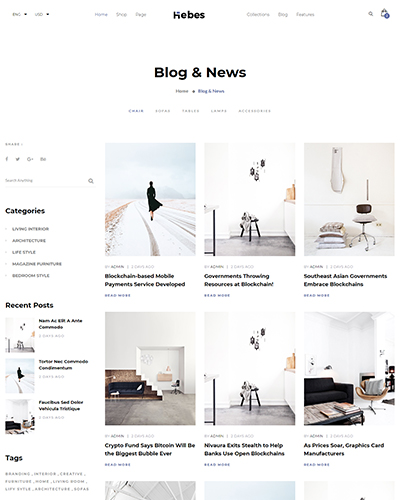 ENG USD Home Shop Page Hebes Collections Blog Features 0
Blog & News
Home Blog & News
CHAIR SOFAS TABLES LAMPS ACCESSORIES
SHARE :
f G+ Bē
Search Anything
Categories
LIVING INTERIOR
ARCHITECTURE
LIFE STYLE
MAGAZINE FURNITURE
BEDROOM STYLE
Recent Posts
Nam Ac Elit A Ante
Commodo
2 DAYS AGO
Tortor Nec Commodo
Condimentum
2 DAYS AGO
Faucibus Sed Dolor
Vehicula Tristique
2 DAYS AGO
Tags
BRANDING , INTERIOR , CREATIVE ,
FURNITURE , HOME , LIVING ROOM ,
LIFE SYTLE , ARCHITECTURE , SOFAS
BY ADMIN | 2 DAYS AGO
Blockchain-based Mobile
Payments Service Developed
READ MORE
BY ADMIN | 2 DAYS AGO
Governments Throwing
Resources at Blockchain!
READ MORE
BY ADMIN | 2 DAYS AGO
Southeast Asian Governments
Embrace Blockchains
READ MORE
BY ADMIN | 2 DAYS AGO
Crypto Fund Says Bitcoin Will Be
the Biggest Bubble Ever
READ MORE
BY ADMIN | 2 DAYS AGO
Navaura Exits Stealth to Help
Banks Use Open Blockchains
READ MORE
BY ADMIN | 2 DAYS AGO
As Prices Soar, Graphics Card
Manufacturers
READ MORE